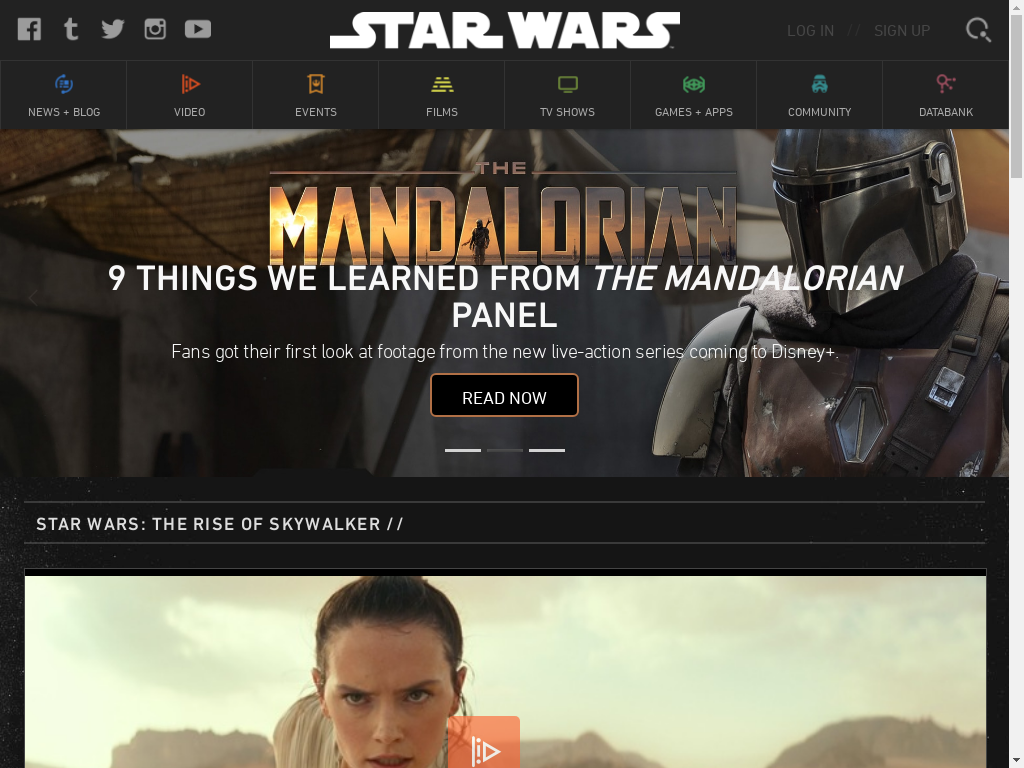 STAR WARS
LOG IN // SIGN UP
NEWS + BLOG
VIDEO
EVENTS
FILMS
TV SHOWS
GAMES + APPS
COMMUNITY
DATABANK
THE
MANDALORIAN
9 THINGS WE LEARNED FROM THE MANDALORIAN
PANEL
Fans got their first look at footage from the new live-action series coming to Disney+.
READ NOW
STAR WARS: THE RISE OF SKYWALKER //